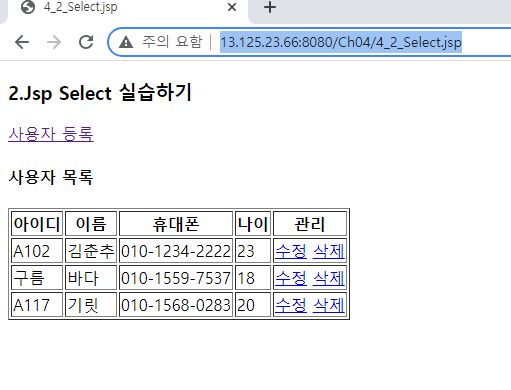 4_2_Select.jsp
주의 요함 | 13.125.23.66:8080/Ch04/4_2_Select.jsp
2.Jsp Select 실습하기
사용자 등록
사용자 목록
아이디 이름 휴대폰 나이 관리
A102 김춘추 010-1234-2222 23 수정 삭제
구름 바다 010-1559-7537 18 수정 삭제
A117 기릿 010-1568-0283 20 수정 삭제